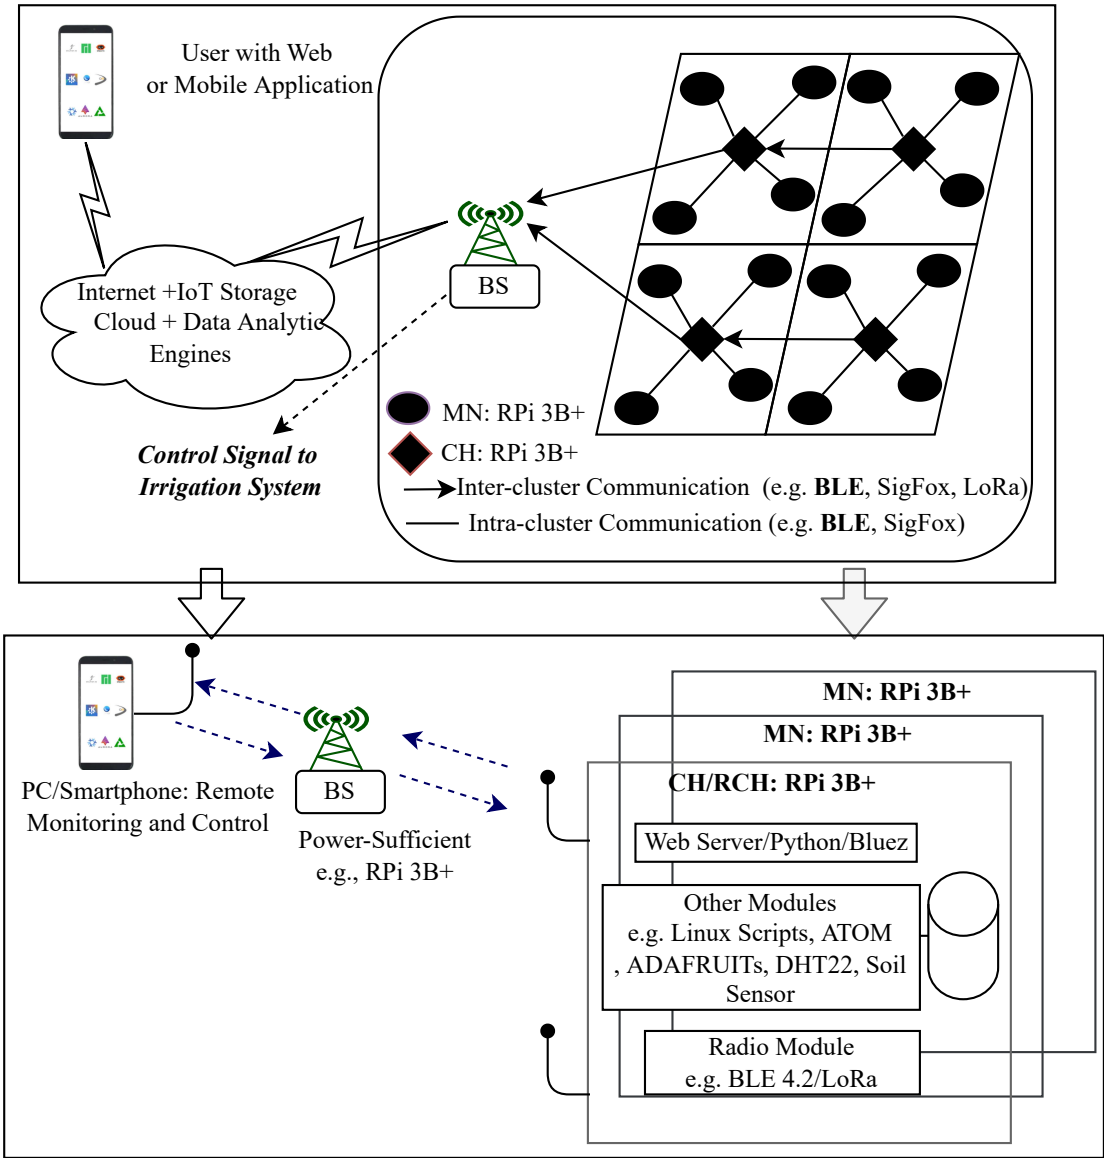 User with Web
or Mobile Application
BS
Internet +IoT Storage
Cloud + Data Analytic
Engines
Control Signal to
Irrigation System
MN: RPi 3B+
CH: RPi 3B+
Inter-cluster Communication (e.g. BLE, SigFox, LoRa)
Intra-cluster Communication (e.g. BLE, SigFox)
MN: RPi 3B+
MN: RPi 3B+
CH/RCH: RPi 3B+
BS
PC/Smartphone: Remote
Monitoring and Control
Power-Sufficient
e.g., RPi 3B+
Web Server/Python/Bluez
Other Modules
e.g. Linux Scripts, ATOM
, ADAFRUITs, DHT22, Soil
Sensor
Radio Module
e.g. BLE 4.2/LoRa